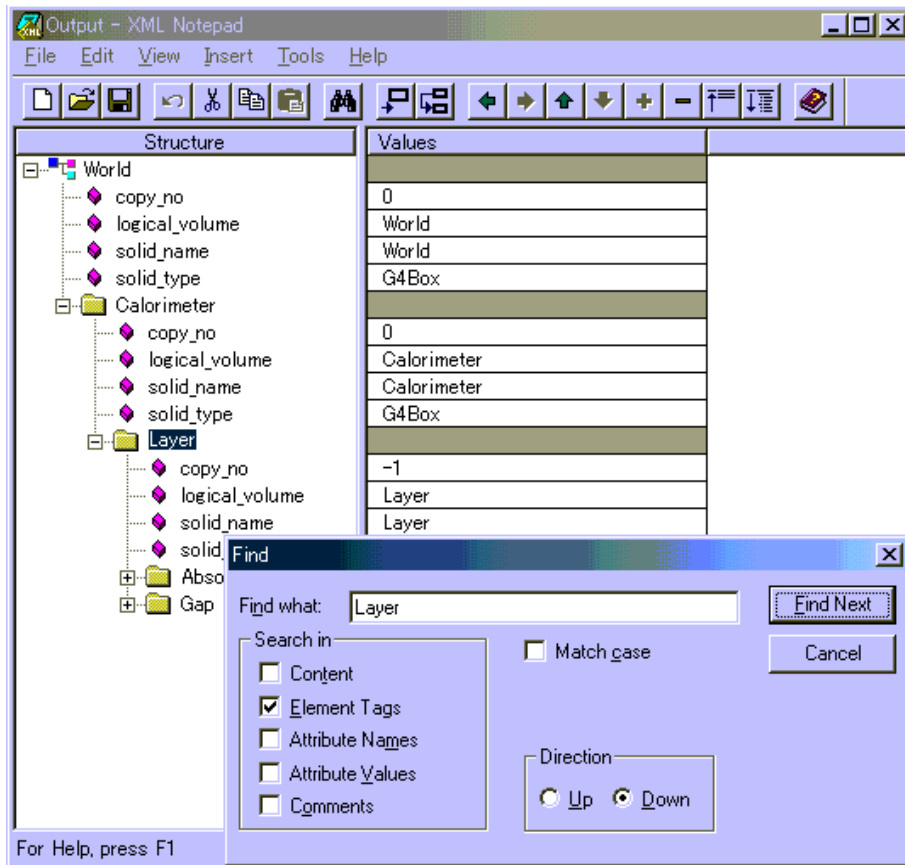 Output - XML Notepad
File Edit View Insert Tools Help
Structure Values
World
copy_no 0
logical_volume World
solid_name World
solid_type G4Box
Calorimeter
copy_no 0
logical_volume Calorimeter
solid_name Calorimeter
solid_type G4Box
Layer
copy_no -1
logical_volume Layer
solid_name Layer
solid_
Abso
Gap
Find
Find what: Layer Find Next
Search in Match case Cancel
Content
Element Tags
Attribute Names
Attribute Values
Comments
Direction
Up Down
For Help, press F1